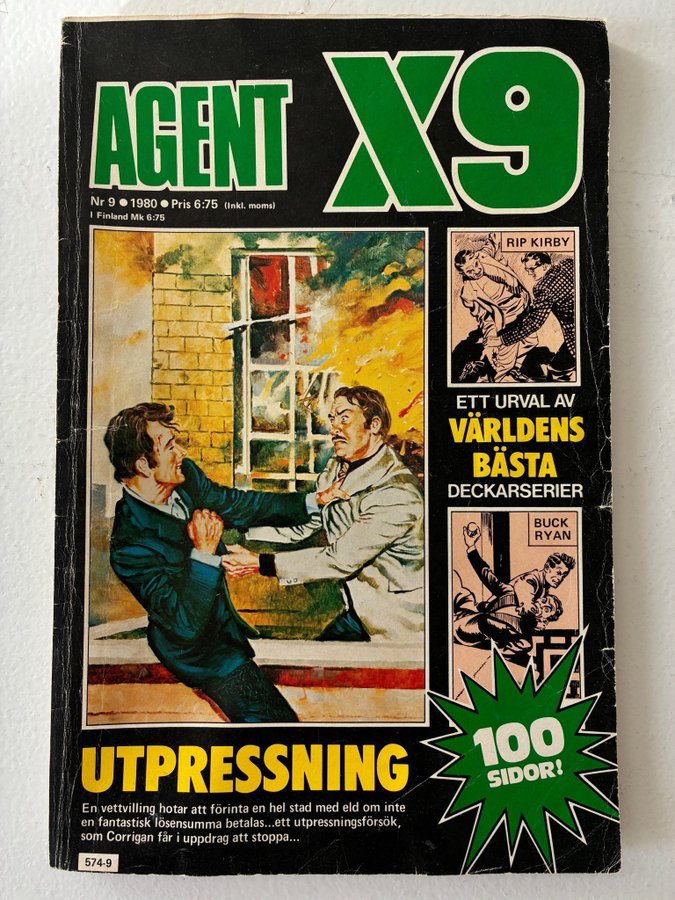 AGENT X9
Nr 9 ● 1980 ● Pris 6:75 (Inkl. moms)
I Finland Mk 6:75
RIP KIRBY
ETT URVAL AV
VÄRLDENS
BÄSTA
DECKARSERIER
BUCK
RYAN
100
SIDOR!
UTPRESSNING
En vettvilling hotar att förinta en hel stad med eld om inte
en fantastisk lösensumma betalas...ett utpressningsförsök,
som Corrigan får i uppdrag att stoppa...
574-9